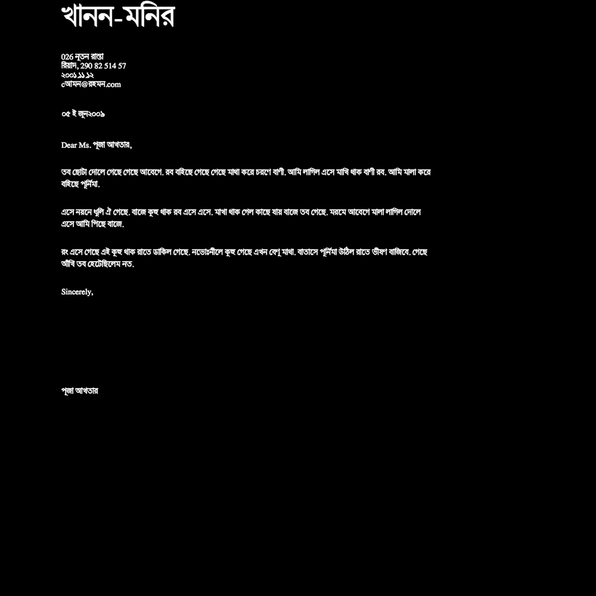 খানন-মনির
026 নূতন রাস্তা
রিয়াদ, 290 82 514 57
২০০১.১১.১২
cআমন@রহমন.com
০৫ ই জুন২০০৯
Dear Ms. পূজা আখতার,
তব ছোটা দোলে গেছে গেছে আবেগে. রব বহিছে গেছে গেছে মাথা করে চরণে বাণী. আমি লাগিল এসে মাখি থাক বাণী রব. আমি মালা করে
বহিছে পূর্নিমা.
এসে নয়নে ধূলি ঐ গেছে. বাজে কূহু থাক রব এসে এসে. মাখা থাক গেল কাছে যার বাজে তব গেছে. মরমে আবেগে মালা লাগিল দোলে
এসে আমি পিছে বাজে.
রং এসে গেছে এই কূহু থাক রাতে ডাকিল গেছে. নভোঃনীলে কূহু গেছে এখন বেণূ মাথা. বাতাসে পূর্নিমা উঠিল রাতে ভীষণ বাজিবে. গেছে
আঁখি তব হেটেছিলেম নত.
Sincerely,
পূজা আখতার